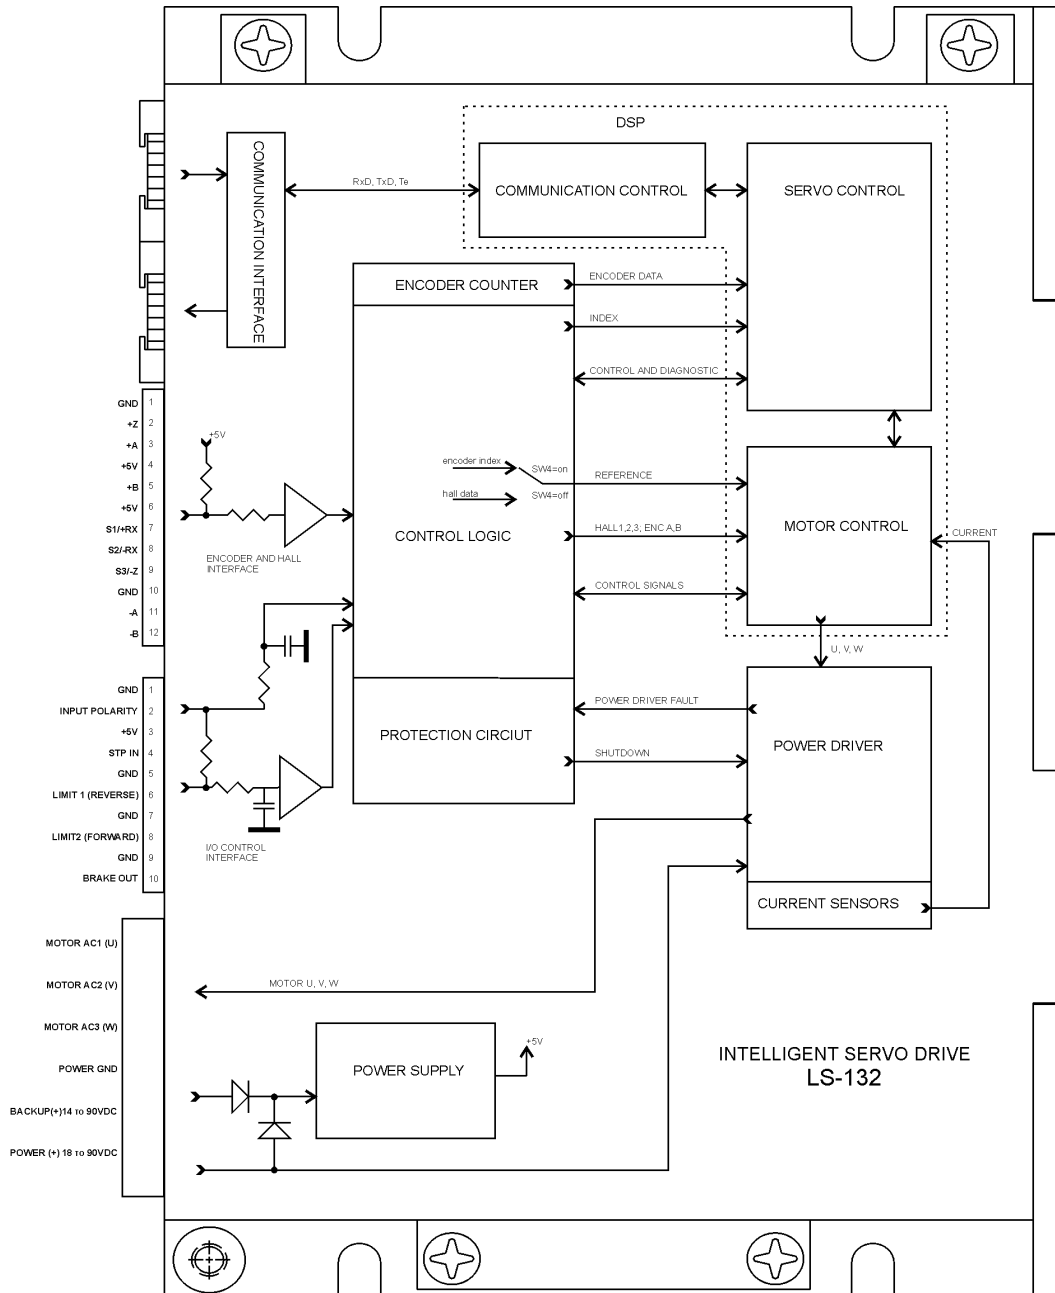 DSP
COMMUNICATION INTERFACE
RxD, TxD, Te
COMMUNICATION CONTROL
SERVO CONTROL
ENCODER COUNTER
ENCODER DATA
INDEX
CONTROL AND DIAGNOSTIC
GND 1
+Z 2
+A 3
+5V 4
+B 5
+5V 6
S1/+RX 7
S2/-RX 8
S3/-Z 9
GND 10
-A 11
-B 12
+5V
ENCODER AND HALL
INTERFACE
encoder index
SW4=on
hall data
SW4=off
REFERENCE
CONTROL LOGIC
HALL1,2,3; ENC A,B
CONTROL SIGNALS
MOTOR CONTROL
CURRENT
U, V, W
GND 1
INPUT POLARITY 2
+5V 3
STP IN 4
GND 5
LIMIT 1 (REVERSE) 6
GND 7
LIMIT2 (FORWARD) 8
GND 9
BRAKE OUT 10
I/O CONTROL
INTERFACE
PROTECTION CIRCIUT
POWER DRIVER FAULT
SHUTDOWN
POWER DRIVER
CURRENT SENSORS
MOTOR AC1 (U)
MOTOR AC2 (V)
MOTOR AC3 (W)
POWER GND
BACKUP(+)14 TO 90VDC
POWER (+) 18 TO 90VDC
MOTOR U, V, W
POWER SUPPLY
+5V
INTELLIGENT SERVO DRIVE
LS-132